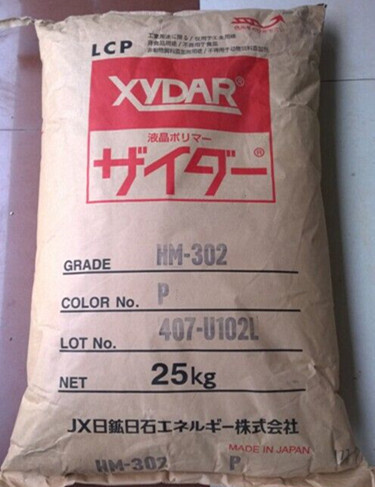 LCP
XYDAR®
液晶ポリマー
ザイダー®
GRADE HM-302
COLOR No. P
LOT No. 407-U102L
NET 25kg
JX日鉱日石エネルギー株式会社
MADE IN JAPAN
HM-302 P